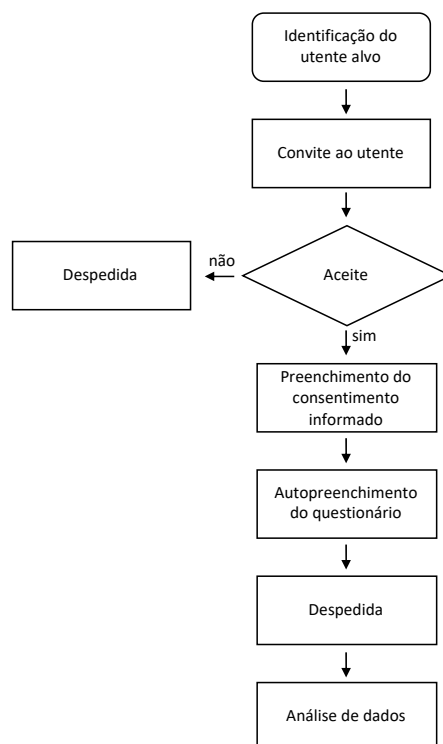 Identificação do
utente alvo
Convite ao utente
não
Despedida
Aceite
sim
Preenchimento do
consentimento
informado
Autopreenchimento
do questionário
Despedida
Análise de dados